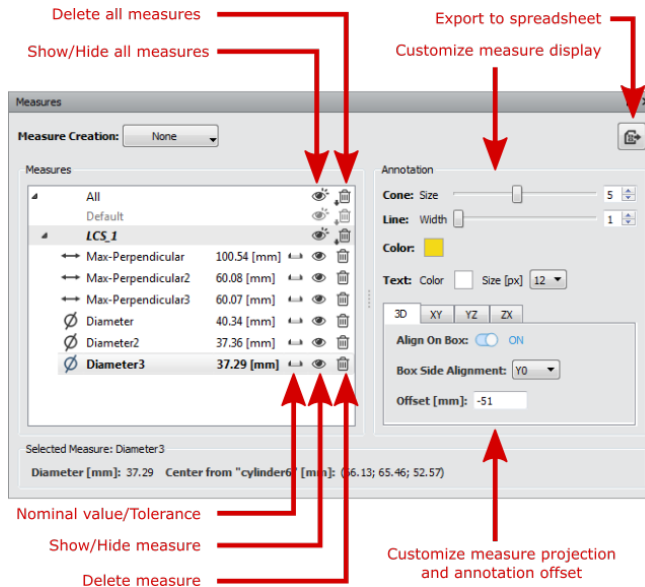 Delete all measures
Export to spreadsheet
Show/Hide all measures
Customize measure display
Measures
Measure Creation: None
Measures
All
Default
LCS_1
Max-Perpendicular 100.54 [mm]
Max-Perpendicular2 60.08 [mm]
Max-Perpendicular3 60.07 [mm]
Diameter 40.34 [mm]
Diameter2 37.36 [mm]
Diameter3 37.29 [mm]
Annotation
Cone: Size 5
Line: Width 1
Color:
Text: Color Size [px] 12
3D XY YZ ZX
Align On Box: ON
Box Side Alignment: Y0
Offset [mm]: -51
Selected Measure: Diameter3
Diameter [mm]: 37.29 Center from "cylinder6" [mm]: 65.46; 52.57)
Nominal value/Tolerance
Show/Hide measure
Delete measure
Customize measure projection
and annotation offset